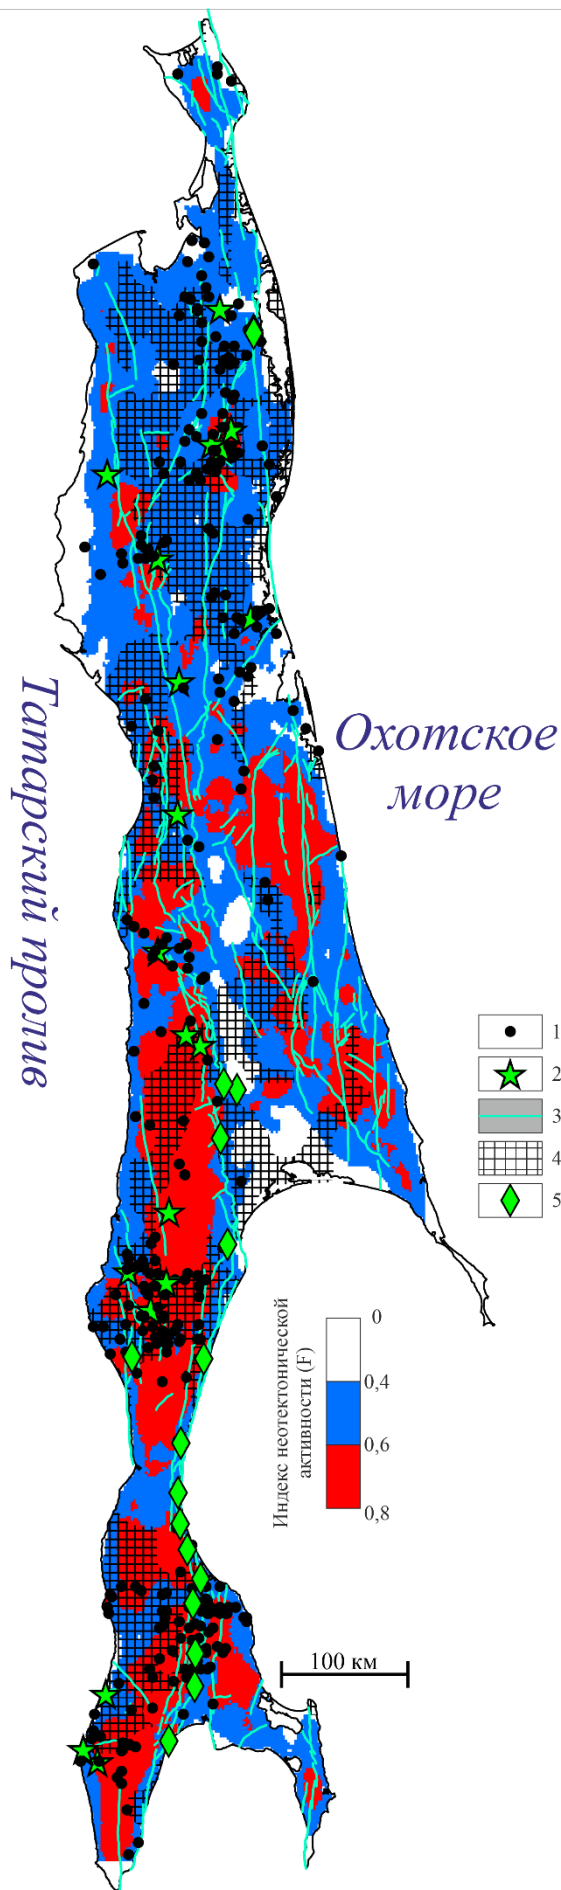 Охотское
море
Татарский пролив
1
2
3
4
5
Индекс неотектонической
активности (F)
0
0,4
0,6
0,8
100 км